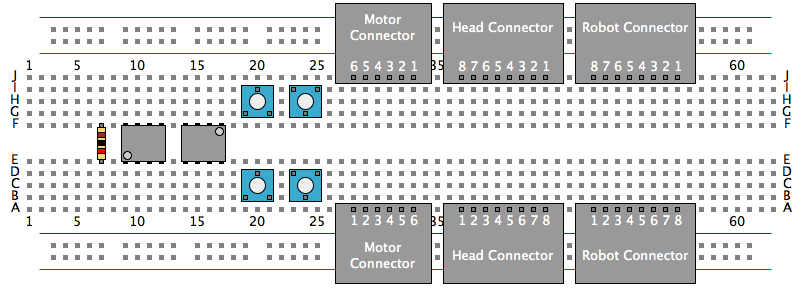 Motor
Connector
Head Connector
Robot Connector
6 5 4 3 2 1
8 7 6 5 4 3 2 1
8 7 6 5 4 3 2 1
1 5 10 15 20 25 35 60
J J
I I
H H
G G
F F
E E
D D
C C
B B
A A
1 5 10 15 20 25 35 60
1 2 3 4 5 6
1 2 3 4 5 6 7 8
1 2 3 4 5 6 7 8
Motor
Connector
Head Connector
Robot Connector